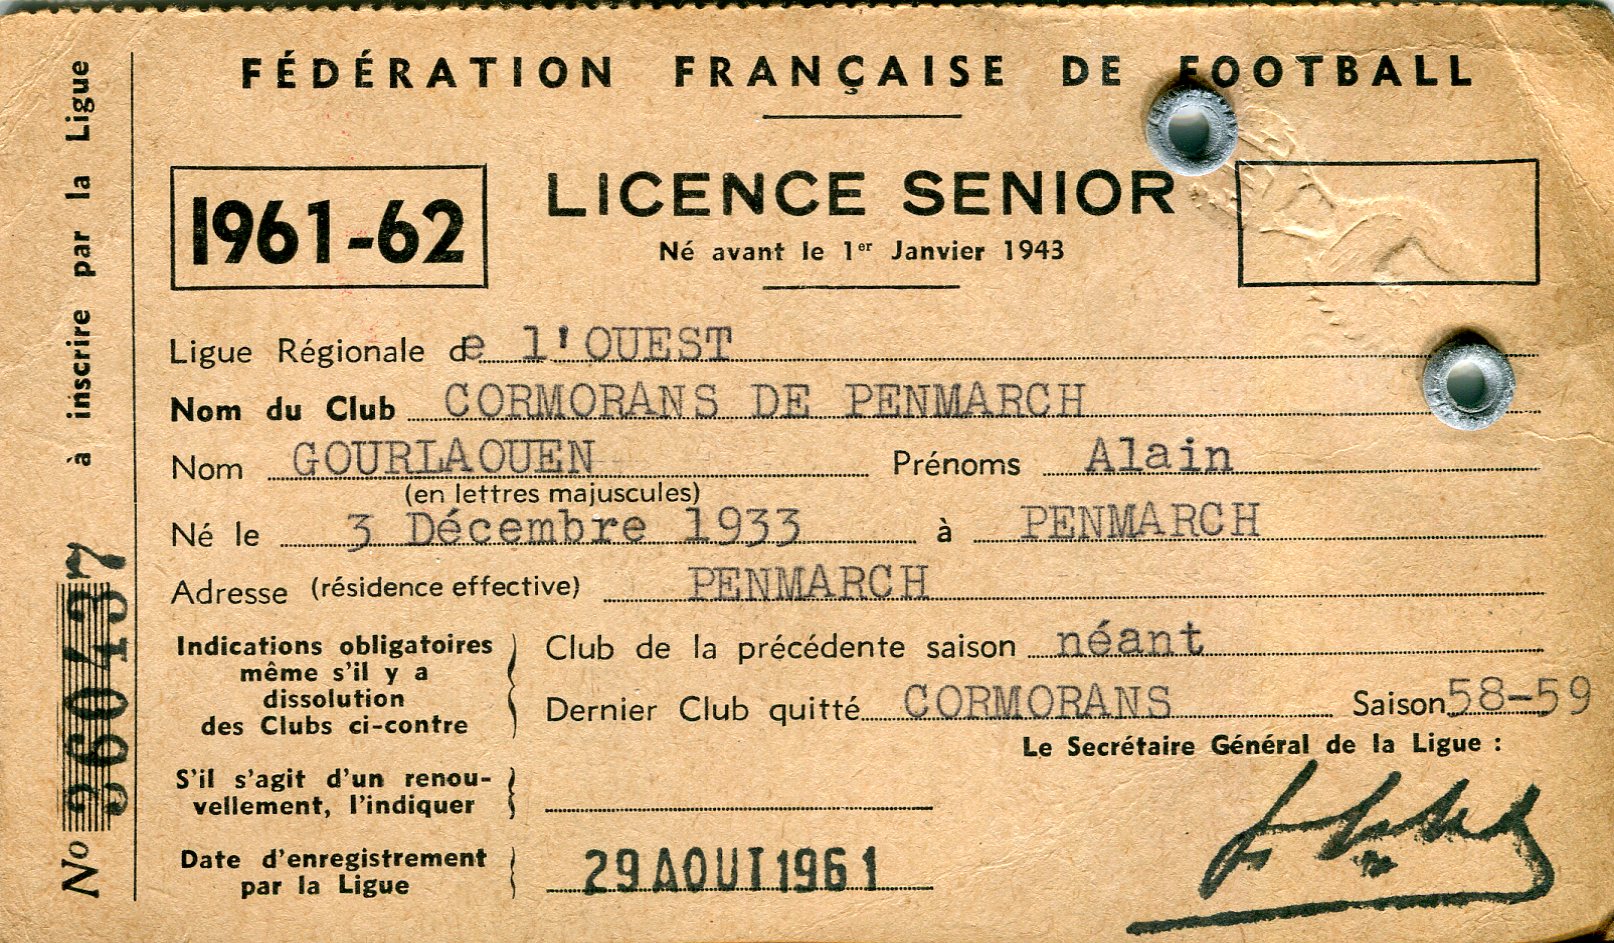 FÉDÉRATION FRANÇAISE DE FOOTBALL
1961-62
LICENCE SENIOR
Né avant le 1er Janvier 1943
Ligue Régionale de l'OUEST
Nom du Club CORMORANS DE PENMARCH
Nom GOURLAOUEN Prénoms Alain
(en lettres majuscules)
Né le 3 Décembre 1933 à PENMARCH
Adresse (résidence effective) PENMARCH
Indications obligatoires
même s'il y a
dissolution
des Clubs ci-contre
Club de la précédente saison néant
Dernier Club quitté CORMORANS Saison 58-59
Le Secrétaire Général de la Ligue :
S'il s'agit d'un renou-
vellement, l'indiquer
Date d'enregistrement
par la Ligue
29 AOUT 1961
No 360437 à inscrire par la Ligue